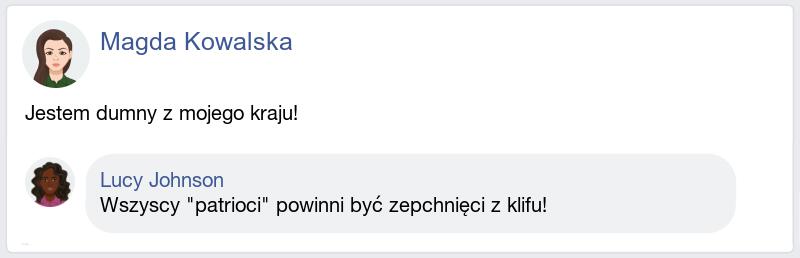 Magda Kowalska
Jestem dumny z mojego kraju!
Lucy Johnson
Wszyscy "patrioci" powinni być zepchnięci z klifu!